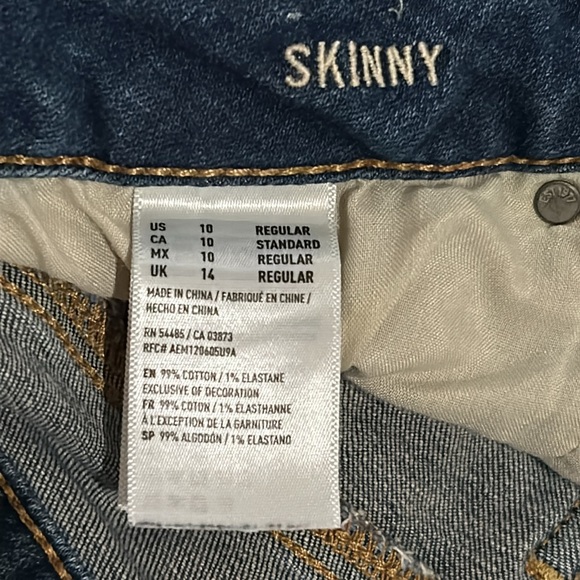 SKINNY
US 10 REGULAR
CA 10 STANDARD
MX 10 REGULAR
UK 14 REGULAR
MADE IN CHINA / FABRIQUÉ EN CHINE /
HECHO EN CHINA
RN 54485 / CA 03873
RFC# AEM120605U9A
EN 99% COTTON / 1% ELASTANE
EXCLUSIVE OF DECORATION
FR 99% COTON / 1% ÉLASTHANNE
À L'EXCEPTION DE LA GARNITURE
SP 99% ALGODÓN / 1% ELASTANO